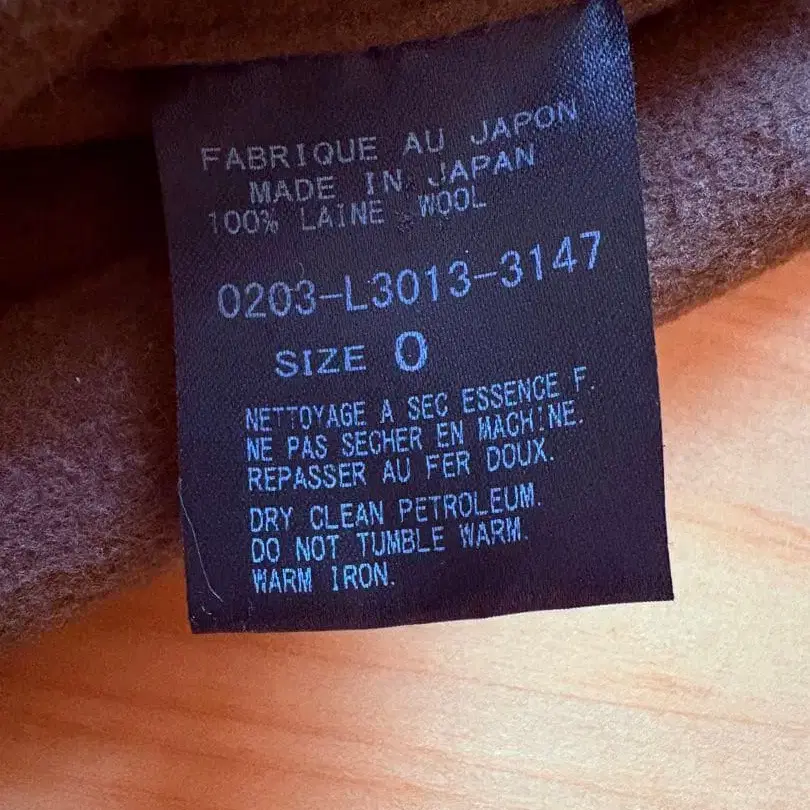 FABRIQUE AU JAPON
MADE IN JAPAN
100% LAINE WOOL
0203-L3013-3147
SIZE 0
NETTOYAGE A SEC ESSENCE F.
NE PAS SECHER EN MACHINE.
REPASSER AU FER DOUX.
DRY CLEAN PETROLEUM.
DO NOT TUMBLE WARM.
WARM IRON.